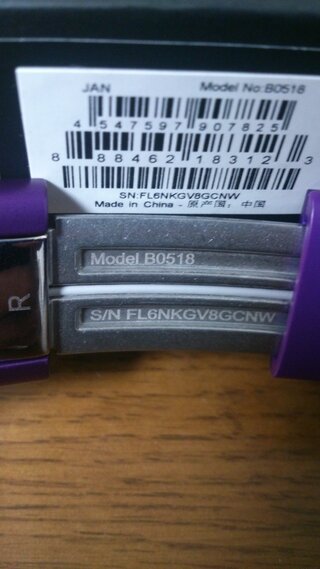 JAN Model No:B0518
4 547597 907825
8 88462 18312 3
SN:FL6NKGV8GCNW
Made in China - 原产国：中国
R
Model B0518
S/N FL6NKGV8GCNW